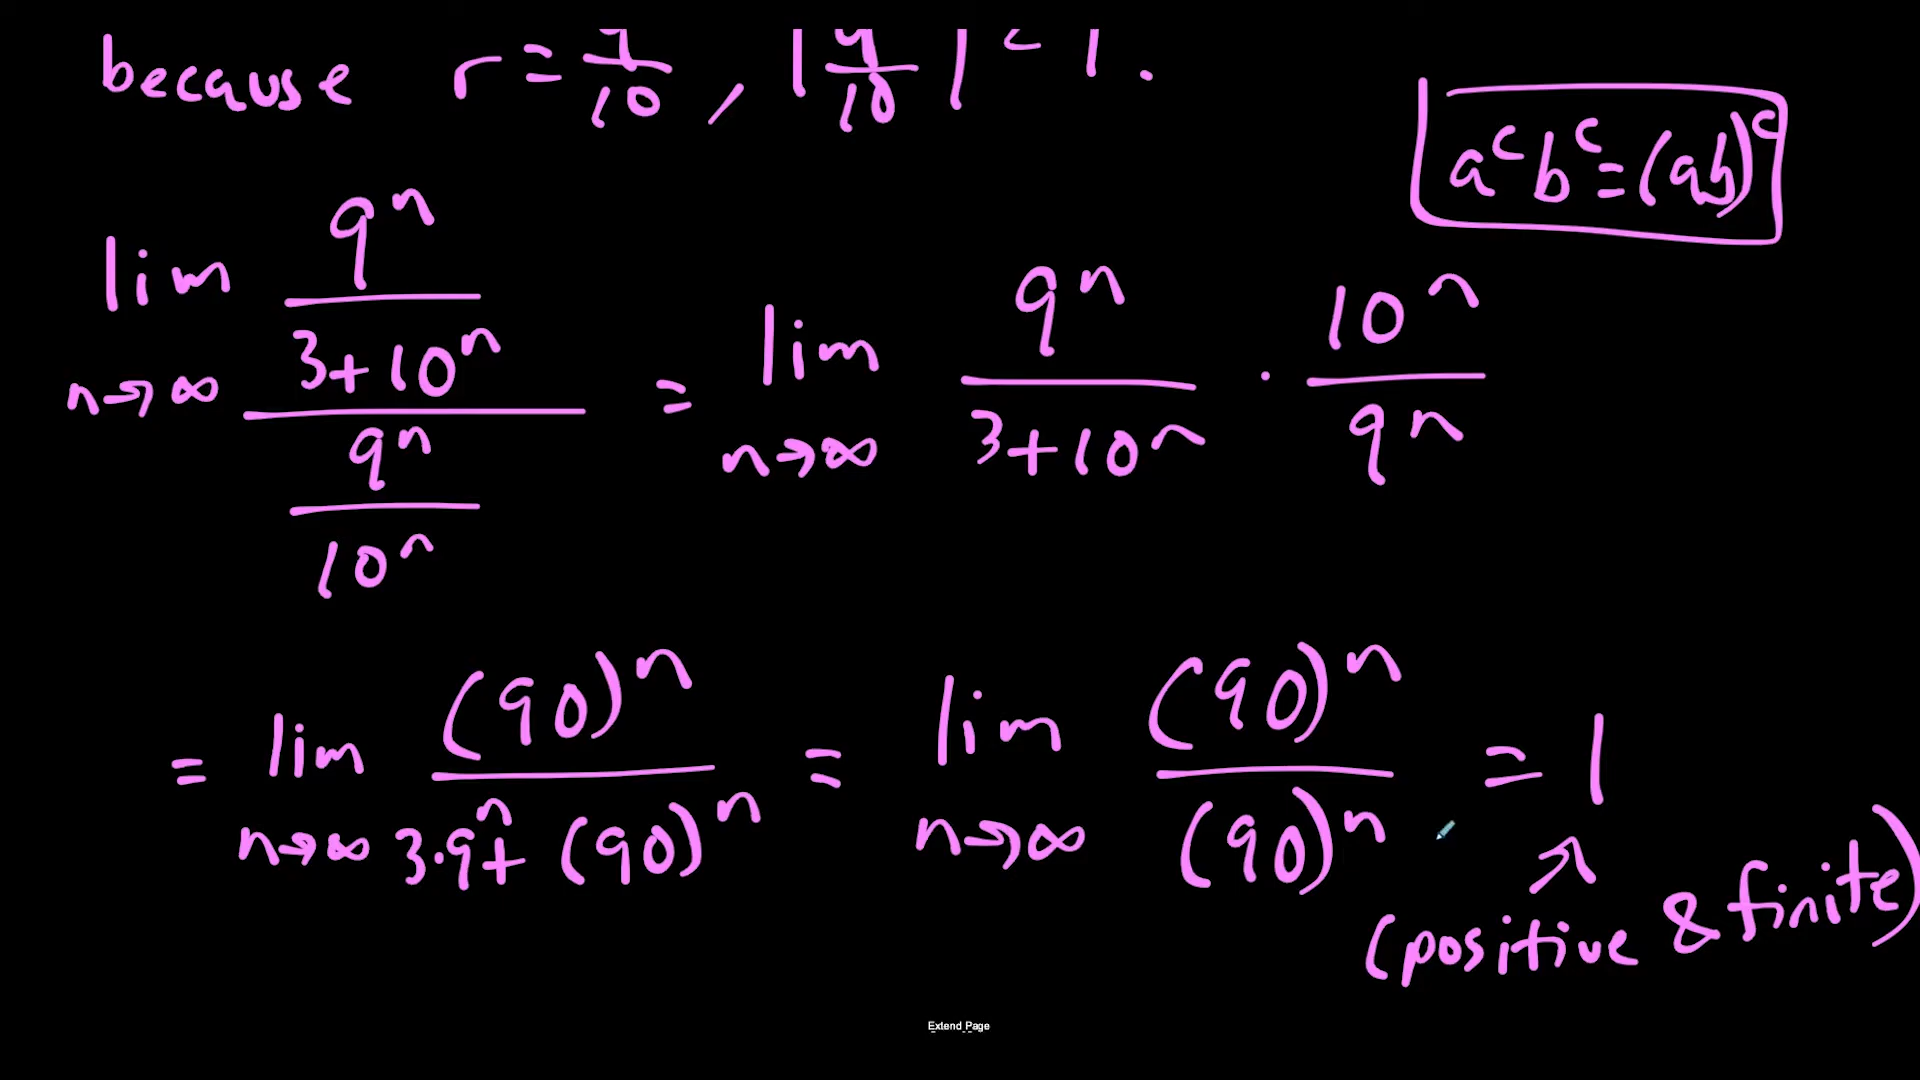 because r = 9/10 , |9/10| < 1 .
a^c b^c = (ab)^c
lim n→∞ (9^n / (3+10^n)) / (9^n / 10^n) = lim n→∞ 9^n / (3+10^n) · 10^n / 9^n
= lim n→∞ (90)^n / (3·9^n + (90)^n) = lim n→∞ (90)^n / (90)^n = 1
(positive & finite)
Extend Page